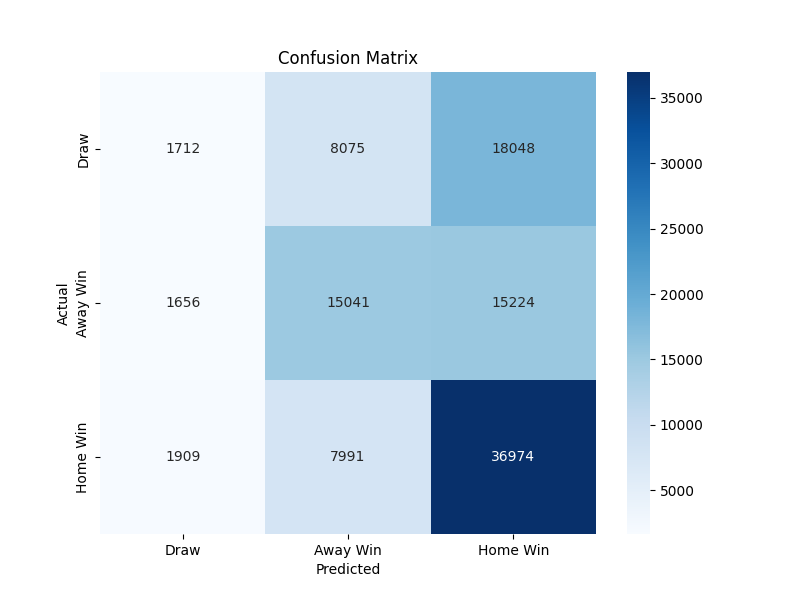 Confusion Matrix
Actual
Draw
1712 8075 18048
Away Win
1656 15041 15224
Home Win
1909 7991 36974
Draw Away Win Home Win
Predicted
35000
30000
25000
20000
15000
10000
5000